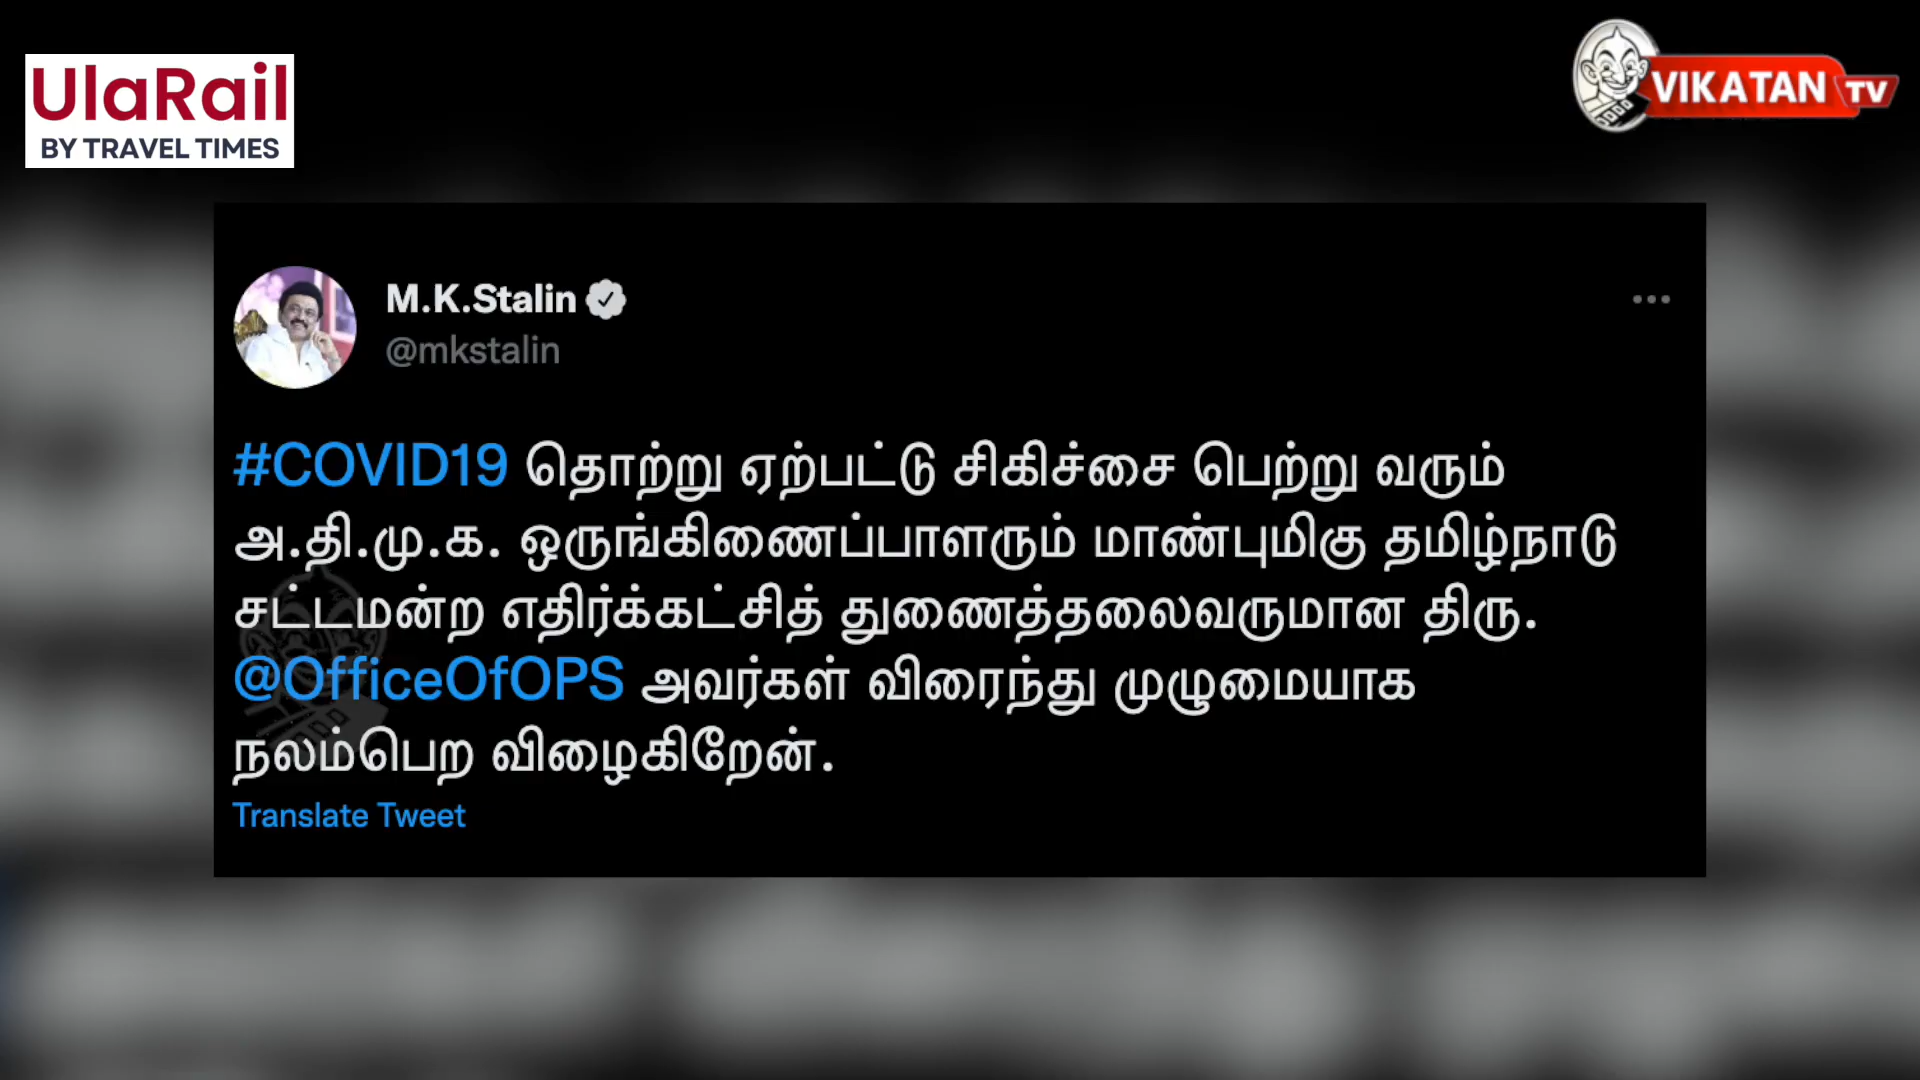 UlaRail
BY TRAVEL TIMES
VIKATAN TV
M.K.Stalin
@mkstalin
#COVID19 தொற்று ஏற்பட்டு சிகிச்சை பெற்று வரும்
அ.தி.மு.க. ஒருங்கிணைப்பாளரும் மாண்புமிகு தமிழ்நாடு
சட்டமன்ற எதிர்க்கட்சித் துணைத்தலைவருமான திரு.
@OfficeOfOPS அவர்கள் விரைந்து முழுமையாக
நலம்பெற விழைகிறேன்.
Translate Tweet